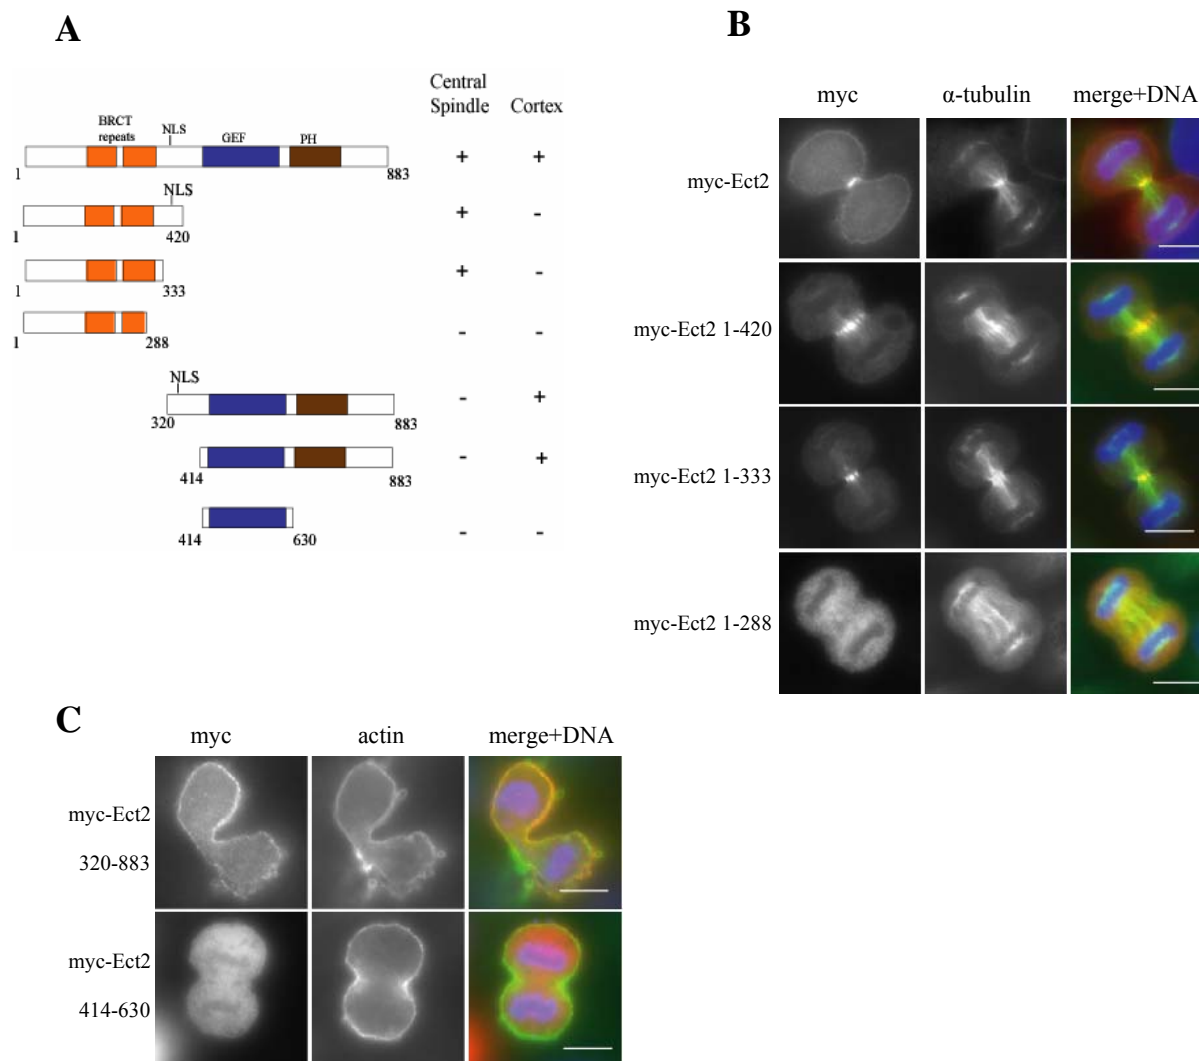 A
Central
Spindle Cortex
BRCT
repeats
NLS
GEF
PH
+ +
1
883
NLS
+ -
1
420
+ -
1
333
- -
1
288
NLS
- +
320
883
- +
414
883
- -
414
630
B
myc α-tubulin merge+DNA
myc-Ect2
myc-Ect2 1-420
myc-Ect2 1-333
myc-Ect2 1-288
C
myc actin merge+DNA
myc-Ect2
320-883
myc-Ect2
414-630